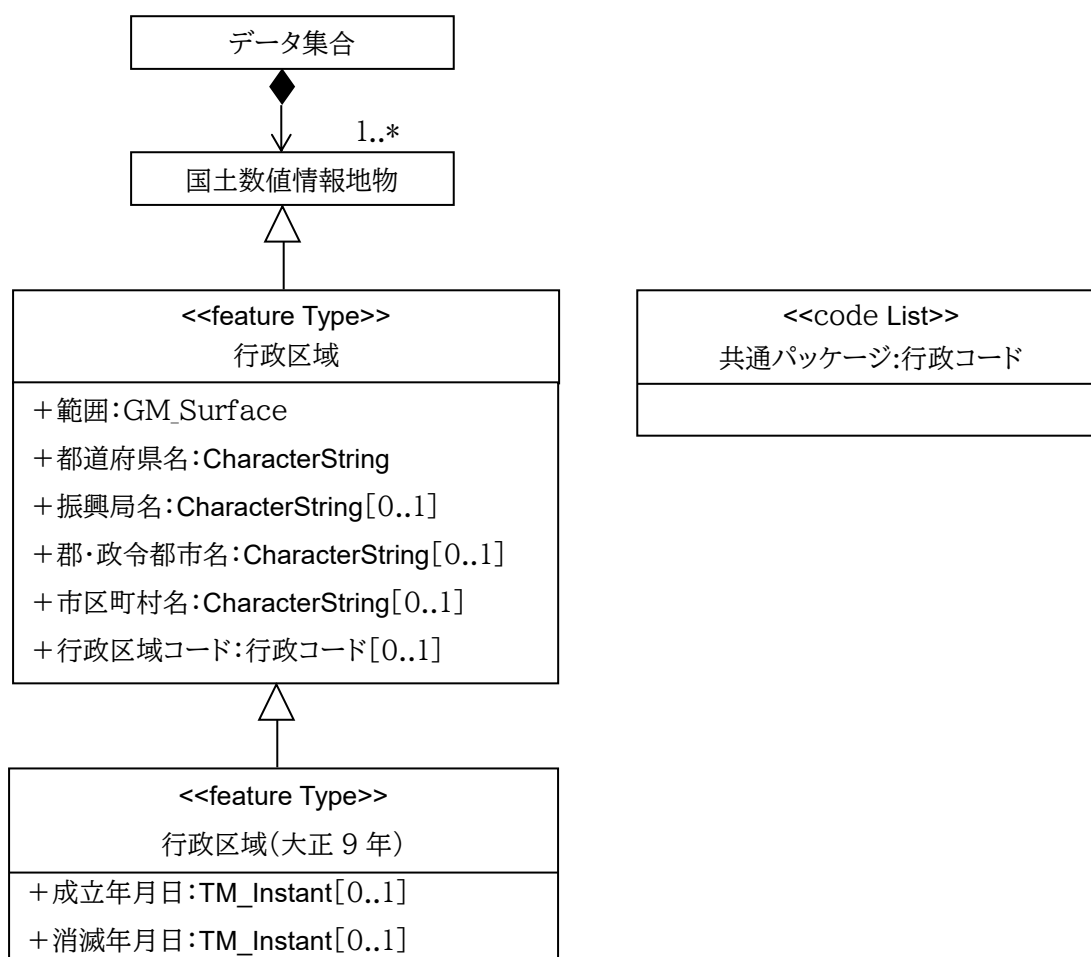 データ集合
1..*
国土数値情報地物
<<feature Type>>
行政区域
+範囲:GM_Surface
+都道府県名:CharacterString
+振興局名:CharacterString[0..1]
+郡・政令都市名:CharacterString[0..1]
+市区町村名:CharacterString[0..1]
+行政区域コード:行政コード[0..1]
<<code List>>
共通パッケージ:行政コード
<<feature Type>>
行政区域(大正 9 年)
+成立年月日:TM_Instant[0..1]
+消滅年月日:TM_Instant[0..1]